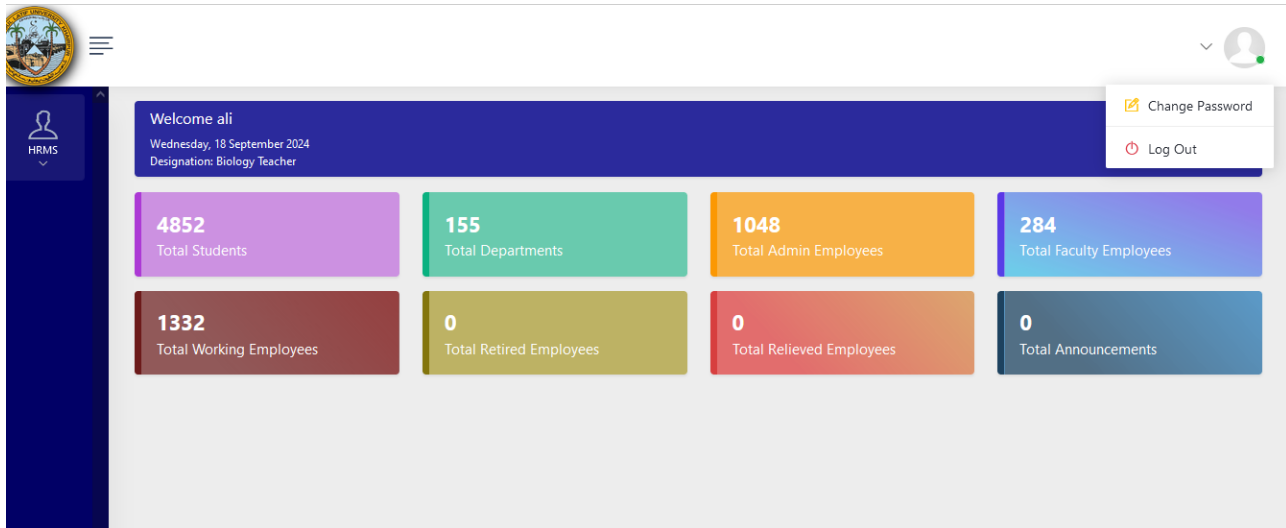 Change Password
Log Out
HRMS
Welcome ali
Wednesday, 18 September 2024
Designation: Biology Teacher
4852
Total Students
155
Total Departments
1048
Total Admin Employees
284
Total Faculty Employees
1332
Total Working Employees
0
Total Retired Employees
0
Total Relieved Employees
0
Total Announcements